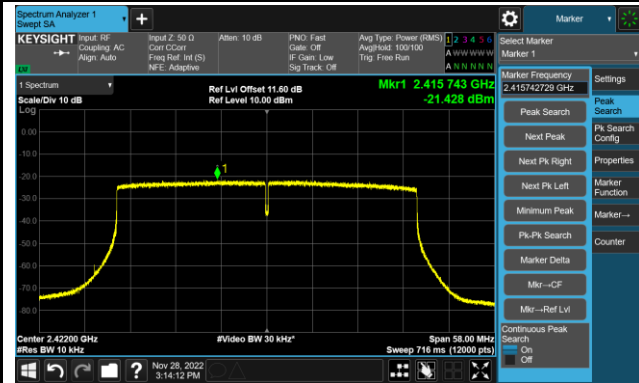 Spectrum Analyzer 1
Swept SA
+
Marker
KEYSIGHT
Input: RF
Coupling: AC
Align: Auto
Input Z: 50 Ω
Corr CCorr
Freq Ref: Int (S)
NFE: Adaptive
Atten: 10 dB
PNO: Fast
Gate: Off
IF Gain: Low
Sig Track: Off
Avg Type: Power (RMS)
Avg|Hold: 100/100
Trig: Free Run
1 2 3 4 5 6
A W W W W W
A N N N N N
Select Marker
Marker 1
1 Spectrum
Scale/Div 10 dB
Log
Ref Lvl Offset 11.60 dB
Ref Level 10.00 dBm
Mkr1 2.415 743 GHz
-21.428 dBm
0.00
-10.0
-20.0
-30.0
-40.0
-50.0
-60.0
-70.0
-80.0
1
Center 2.42200 GHz
#Res BW 10 kHz
#Video BW 30 kHz*
Span 58.00 MHz
Sweep 716 ms (12000 pts)
Marker Frequency
2.415742729 GHz
Peak Search
Next Peak
Next Pk Right
Next Pk Left
Minimum Peak
Pk-Pk Search
Marker Delta
Mkr→CF
Mkr→Ref Lvl
Continuous Peak
Search
On
Off
Settings
Peak
Search
Pk Search
Config
Properties
Marker
Function
Marker→
Counter
?
Nov 28, 2022
3:14:12 PM